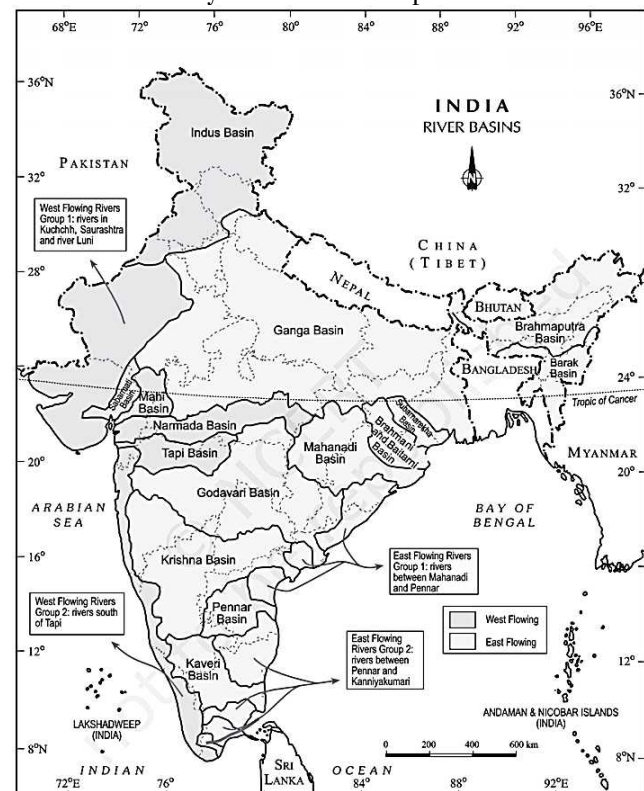 68°E 72° 76° 80° 84° 88° 92° 96°
36°N
36°N
INDIA
RIVER BASINS
Indus Basin
PAKISTAN
32°
32°
West Flowing Rivers
Group 1: rivers in
Kuchchh, Saurashtra
and river Luni
CHINA
(TIBET)
28°
28°
NEPAL
BHUTAN
Ganga Basin
Brahmaputra
Basin
BANGLADESH
Barak
Basin
24°
24°
Sabarmati
Basin
Mahi
Basin
Tropic of Cancer
Subarnarekha
Basin
Narmada Basin
Brahmani
and Baitarni
Basin
Mahanadi
Basin
Tapi Basin
MYANMAR
20°
20°
Godavari Basin
ARABIAN
SEA
BAY OF
BENGAL
16°
16°
Krishna Basin
East Flowing Rivers
Group 1: rivers
between Mahanadi
and Pennar
West Flowing Rivers
Group 2: rivers south
of Tapi
Pennar
Basin
West Flowing
East Flowing
East Flowing
Rivers Group 2:
rivers between
Pennar and
Kanniyakumari
12°
12°
Kaveri
Basin
LAKSHADWEEP
(INDIA)
ANDAMAN & NICOBAR ISLANDS
(INDIA)
0 200 400 600 km
8°N
8°N
SRI
LANKA
INDIAN OCEAN
72°E 76° 80° 84° 88° 92°E